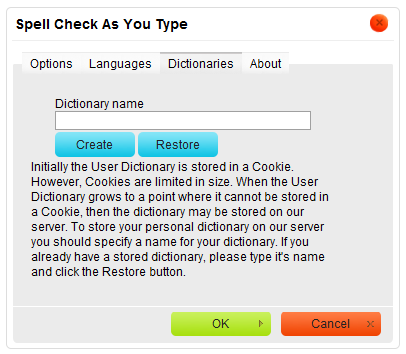 Spell Check As You Type
Options Languages Dictionaries About
Dictionary name
Create Restore
Initially the User Dictionary is stored in a Cookie.
However, Cookies are limited in size. When the User
Dictionary grows to a point where it cannot be stored in
a Cookie, then the dictionary may be stored on our
server. To store your personal dictionary on our server
you should specify a name for your dictionary. If you
already have a stored dictionary, please type it's name
and click the Restore button.
OK Cancel